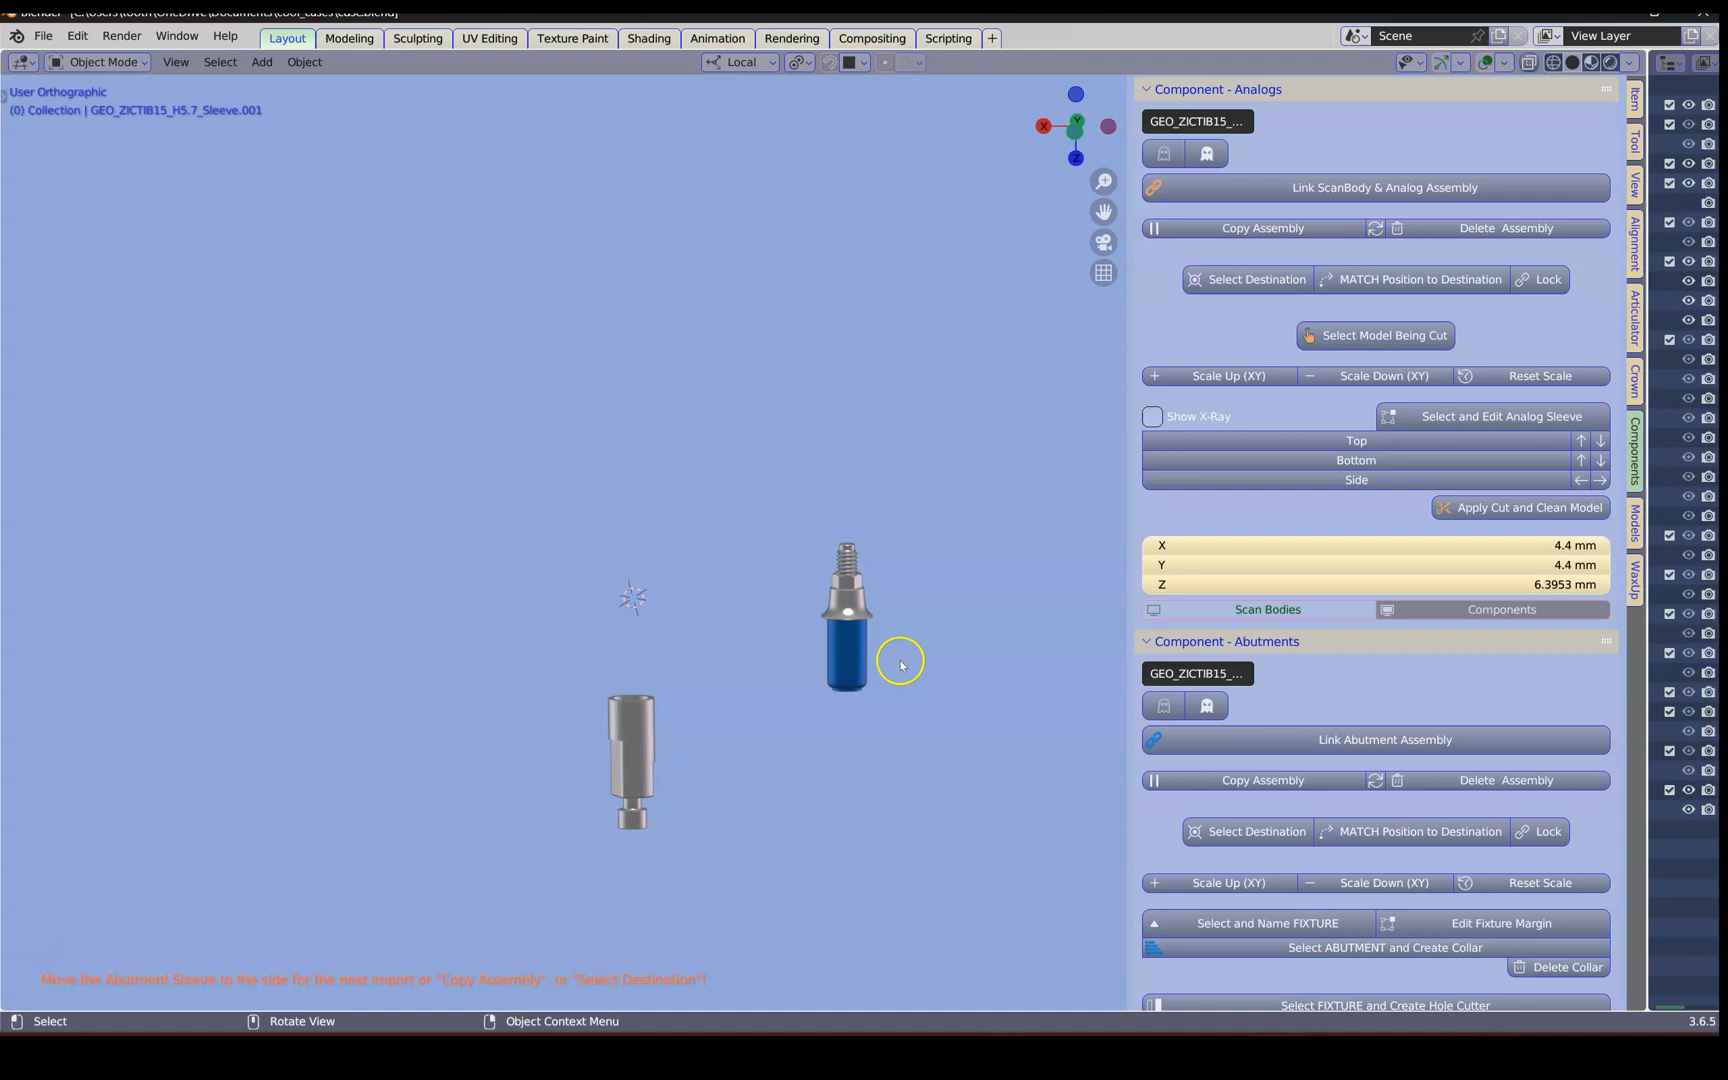 Blender [C:\Users\tooth\OneDrive\Documents\cool_cases\case.blend]
File Edit Render Window Help Layout Modeling Sculpting UV Editing Texture Paint Shading Animation Rendering Compositing Scripting + Scene View Layer
Object Mode View Select Add Object Local
User Orthographic
(0) Collection | GEO_ZICTIB15_H5.7_Sleeve.001
X Y Z
Component - Analogs
GEO_ZICTIB15_...
Link ScanBody & Analog Assembly
Copy Assembly Delete Assembly
Select Destination MATCH Position to Destination Lock
Select Model Being Cut
Scale Up (XY) Scale Down (XY) Reset Scale
Show X-Ray Select and Edit Analog Sleeve
Top
Bottom
Side
Apply Cut and Clean Model
X 4.4 mm
Y 4.4 mm
Z 6.3953 mm
Scan Bodies Components
Component - Abutments
GEO_ZICTIB15_...
Link Abutment Assembly
Copy Assembly Delete Assembly
Select Destination MATCH Position to Destination Lock
Scale Up (XY) Scale Down (XY) Reset Scale
Select and Name FIXTURE Edit Fixture Margin
Select ABUTMENT and Create Collar
Delete Collar
Select FIXTURE and Create Hole Cutter
Item
Tool
View
Alignment
Articulator
Crown
Components
Models
WaxUp
Move the Abutment Sleeve to the side for the next import or "Copy Assembly", or "Select Destination"!
Select Rotate View Object Context Menu 3.6.5